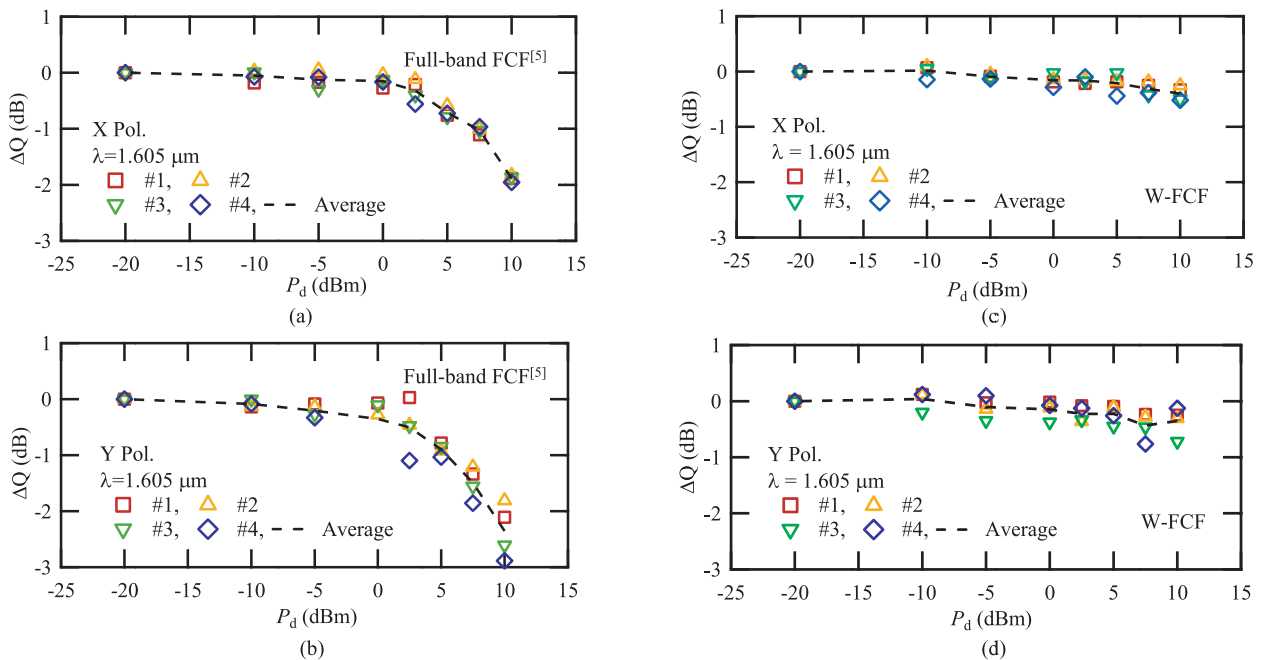 1
0
-1
-2
-3
ΔQ (dB)
Full-band FCF[5]
X Pol.
λ=1.605 μm
#1, #2
#3, #4, Average
-25 -20 -15 -10 -5 0 5 10 15
Pd (dBm)
(a)
1
0
-1
-2
-3
ΔQ (dB)
X Pol.
λ = 1.605 μm
#1, #2
#3, #4, Average
W-FCF
-25 -20 -15 -10 -5 0 5 10 15
Pd (dBm)
(c)
1
0
-1
-2
-3
ΔQ (dB)
Full-band FCF[5]
Y Pol.
λ=1.605 μm
#1, #2
#3, #4, Average
-25 -20 -15 -10 -5 0 5 10 15
Pd (dBm)
(b)
1
0
-1
-2
-3
ΔQ (dB)
Y Pol.
λ = 1.605 μm
#1, #2
#3, #4, Average
W-FCF
-25 -20 -15 -10 -5 0 5 10 15
Pd (dBm)
(d)